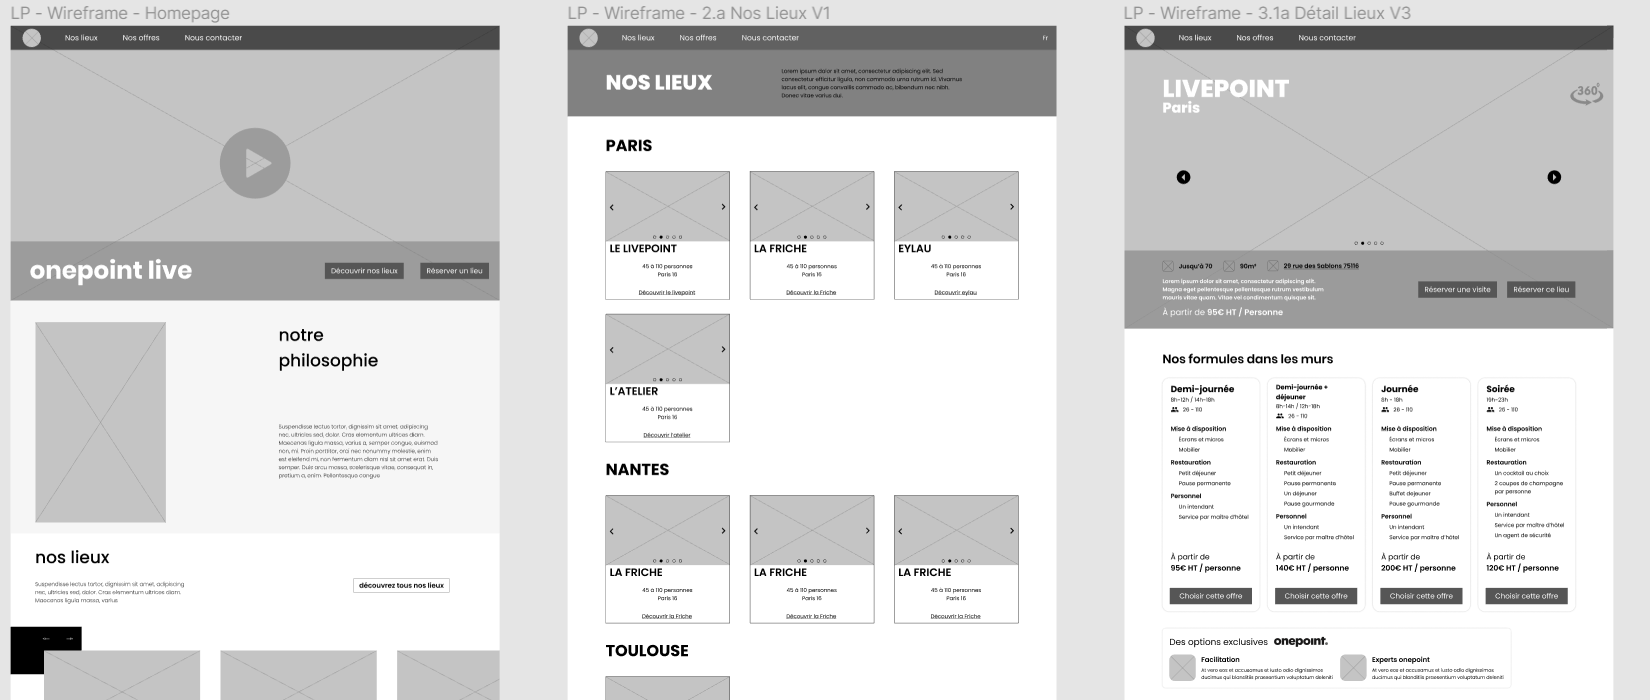 LP - Wireframe - Homepage
Nos lieux
Nos offres
Nous contacter
onepoint live
Découvrir nos lieux
Réserver un lieu
notre
philosophie
Suspendisse lectus tortor, dignissim sit amet, adipiscing
nec, ultricies sed, dolor. Cras elementum ultrices diam.
Maecenas ligula massa, varius a, semper congue, euismod
non, mi. Proin porttitor, orci nec nonummy molestie, enim
est eleifend mi, non fermentum diam nisl sit amet erat. Duis
semper. Duis arcu massa, scelerisque vitae, consequat in,
pretium a, enim. Pellentesque congue
nos lieux
Suspendisse lectus tortor, dignissim sit amet, adipiscing
nec, ultricies sed, dolor. Cras elementum ultrices diam.
Maecenas ligula massa, varius.
découvrez tous nos lieux
LP - Wireframe - 2.a Nos Lieux V1
Nos lieux
Nos offres
Nous contacter
Fr
NOS LIEUX
Lorem ipsum dolor sit amet, consectetur adipiscing elit. Sed
consectetur efficitur ligula, non commodo urna rutrum id. Vivamus
lacus elit, congue convallis commodo ac, bibendum nec nibh.
Donec vitae varius dui.
PARIS
LE LIVEPOINT
45 à 110 personnes
Paris 16
Découvrir le livepoint
LA FRICHE
45 à 110 personnes
Paris 16
Découvrir la Friche
EYLAU
45 à 110 personnes
Paris 16
Découvrir eylau
L'ATELIER
45 à 110 personnes
Paris 16
Découvrir l'atelier
NANTES
LA FRICHE
45 à 110 personnes
Paris 16
Découvrir la Friche
LA FRICHE
45 à 110 personnes
Paris 16
Découvrir la Friche
LA FRICHE
45 à 110 personnes
Paris 16
Découvrir la Friche
TOULOUSE
LP - Wireframe - 3.1a Détail Lieux V3
Nos lieux
Nos offres
Nous contacter
LIVEPOINT
Paris
360°
Jusqu'à 70
90m²
29 rue des Sablons 75116
Lorem ipsum dolor sit amet, consectetur adipiscing elit.
Magna eget pellentesque pellentesque rutrum vestibulum
mauris vitae quam. Vitae vel condimentum quisque sit.
À partir de 95€ HT / Personne
Réserver une visite
Réserver ce lieu
Nos formules dans les murs
Demi-journée
8h-12h / 14h-18h
26 - 110
Mise à disposition
Écrans et micros
Mobilier
Restauration
Petit déjeuner
Pause permanente
Personnel
Un intendant
Service par maître d'hôtel
À partir de
95€ HT / personne
Choisir cette offre
Demi-journée +
déjeuner
8h-14h / 12h-18h
26 - 110
Mise à disposition
Écrans et micros
Mobilier
Restauration
Petit déjeuner
Pause permanente
Un déjeuner
Pause gourmande
Personnel
Un intendant
Service par maître d'hôtel
À partir de
140€ HT / personne
Choisir cette offre
Journée
8h - 18h
26 - 110
Mise à disposition
Écrans et micros
Mobilier
Restauration
Petit déjeuner
Pause permanente
Buffet dejeuner
Pause gourmande
Personnel
Un intendant
Service par maître d'hôtel
À partir de
200€ HT / personne
Choisir cette offre
Soirée
19h-23h
26 - 110
Mise à disposition
Écrans et micros
Mobilier
Restauration
Un cocktail au choix
2 coupes de champagne
par personne
Personnel
Un intendant
Service par maître d'hôtel
Un agent de sécurité
À partir de
120€ HT / personne
Choisir cette offre
Des options exclusives onepoint.
Facilitation
At vero eos et accusamus et iusto odio dignissimos
ducimus qui blanditiis praesentium voluptatum deleniti
Experts onepoint
At vero eos et accusamus et iusto odio dignissimos
ducimus qui blanditiis praesentium voluptatum deleniti